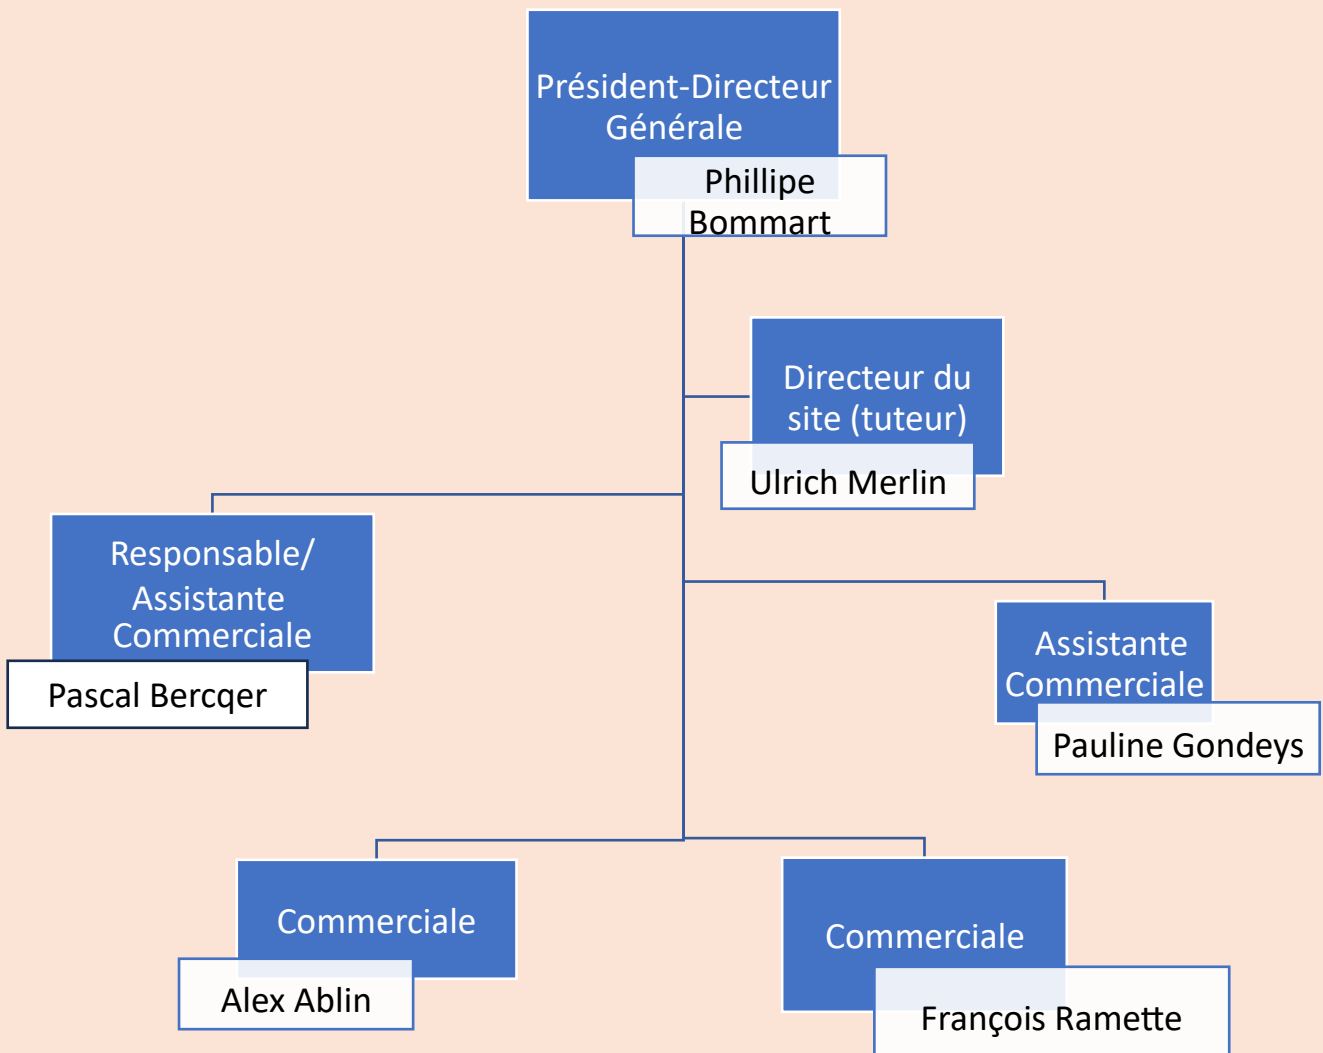 Président-Directeur
Générale
Phillipe
Bommart
Directeur du
site (tuteur)
Ulrich Merlin
Responsable/
Assistante
Commerciale
Pascal Bercqer
Assistante
Commerciale
Pauline Gondeys
Commerciale
Alex Ablin
Commerciale
François Ramette